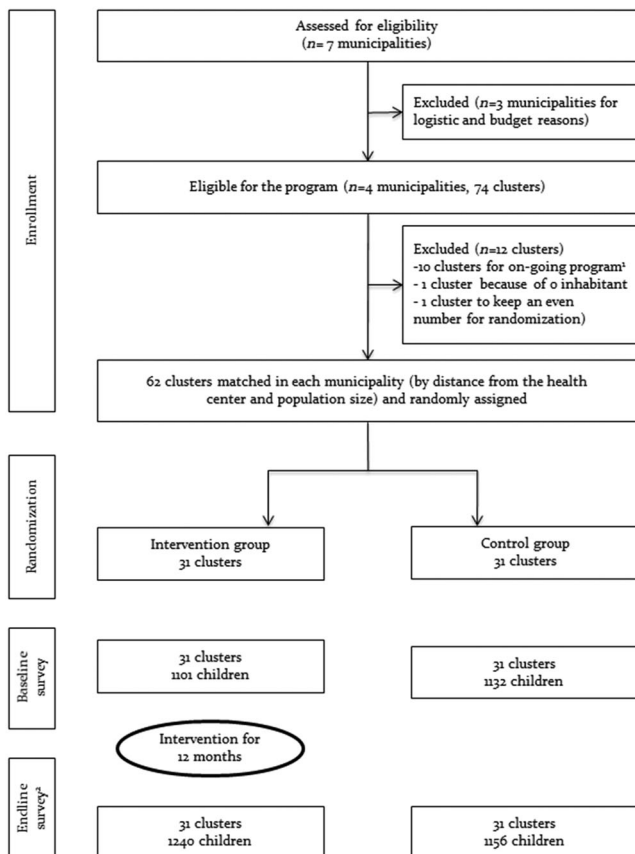 Assessed for eligibility
(n= 7 municipalities)
Excluded (n=3 municipalities for
logistic and budget reasons)
Enrollment
Eligible for the program (n=4 municipalities, 74 clusters)
Excluded (n=12 clusters)
-10 clusters for on-going program¹
- 1 cluster because of 0 inhabitant
- 1 cluster to keep an even
number for randomization)
62 clusters matched in each municipality (by distance from the health
center and population size) and randomly assigned
Randomization
Intervention group
31 clusters
Control group
31 clusters
Baseline
survey
31 clusters
1101 children
31 clusters
1132 children
Intervention for
12 months
Endline
survey²
31 clusters
1240 children
31 clusters
1156 children